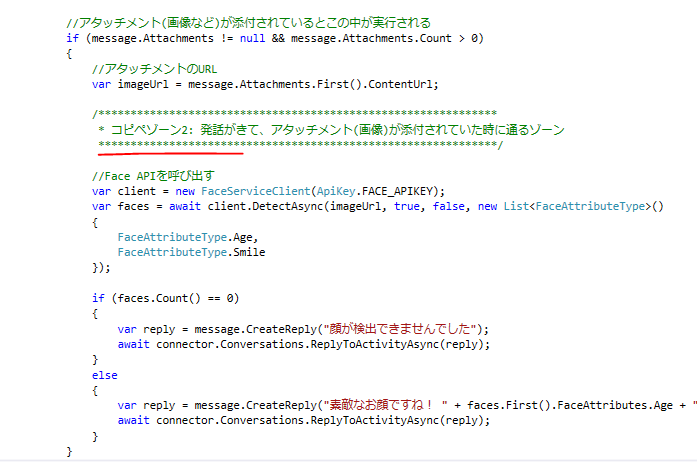 //アタッチメント(画像など)が添付されているとこの中が実行される
if (message.Attachments != null && message.Attachments.Count > 0)
{
//アタッチメントのURL
var imageUrl = message.Attachments.First().ContentUrl;
/**************************************************************
* コピペゾーン2: 発話がきて、アタッチメント(画像)が添付されていた時に通るゾーン
**************************************************************/
//Face APIを呼び出す
var client = new FaceServiceClient(ApiKey.FACE_APIKEY);
var faces = await client.DetectAsync(imageUrl, true, false, new List<FaceAttributeType>()
{
FaceAttributeType.Age,
FaceAttributeType.Smile
});
if (faces.Count() == 0)
{
var reply = message.CreateReply("顔が検出できませんでした");
await connector.Conversations.ReplyToActivityAsync(reply);
}
else
{
var reply = message.CreateReply("素敵なお顔ですね！ " + faces.First().FaceAttributes.Age + "
await connector.Conversations.ReplyToActivityAsync(reply);
}
}